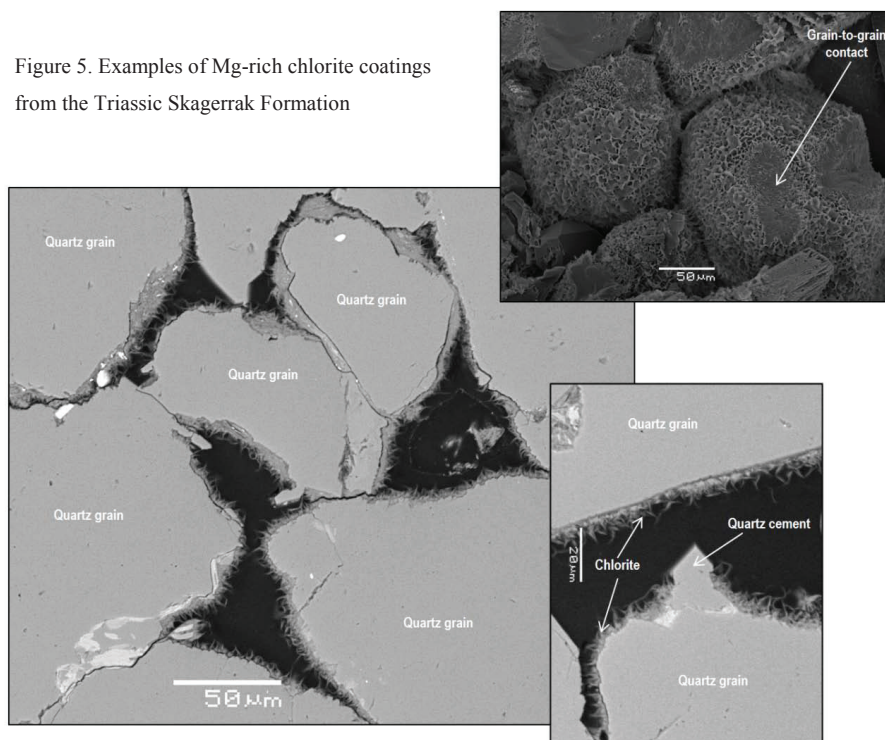 Figure 5. Examples of Mg-rich chlorite coatings
from the Triassic Skagerrak Formation
Grain-to-grain
contact
50μm
Quartz grain
Quartz grain
Quartz grain
Quartz grain
Quartz grain
50μm
Quartz grain
Quartz cement
20μm
Chlorite
Quartz grain